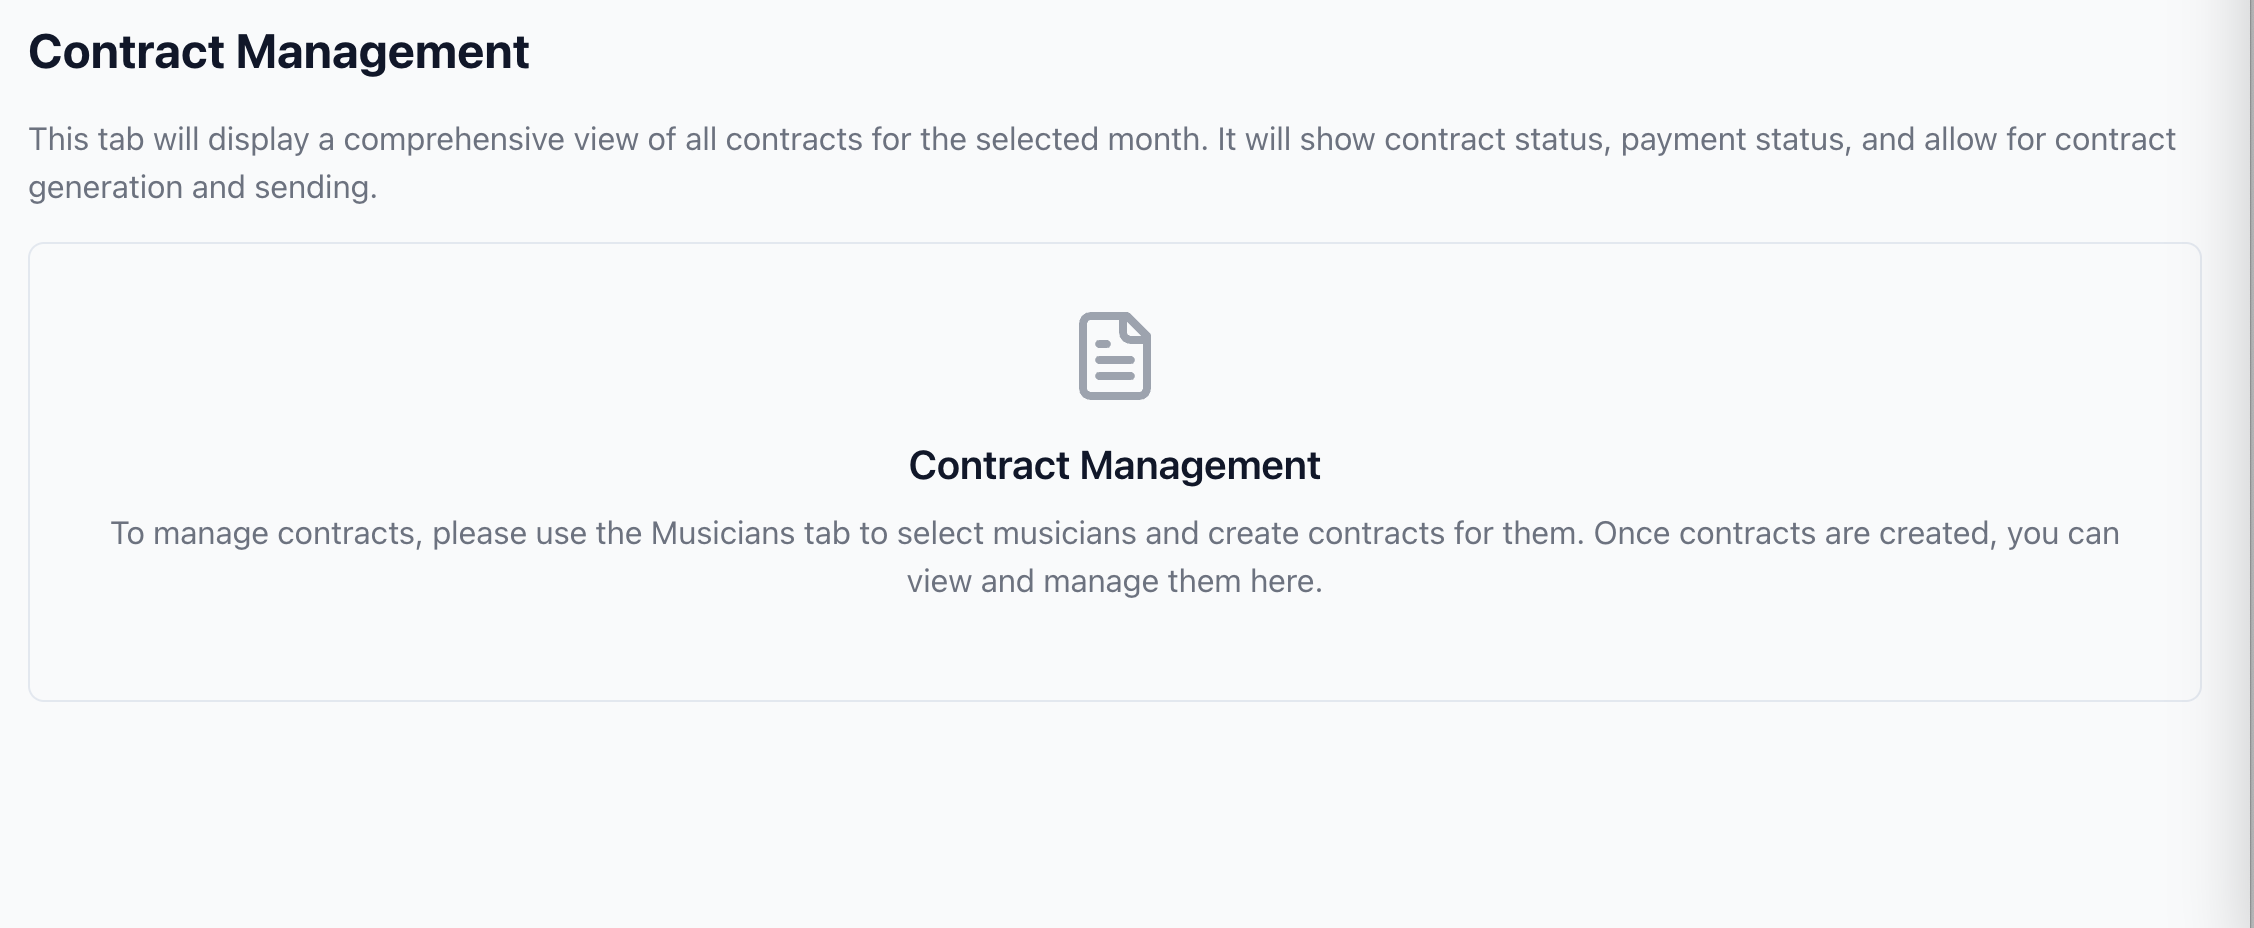 Contract Management
This tab will display a comprehensive view of all contracts for the selected month. It will show contract status, payment status, and allow for contract
generation and sending.
Contract Management
To manage contracts, please use the Musicians tab to select musicians and create contracts for them. Once contracts are created, you can
view and manage them here.